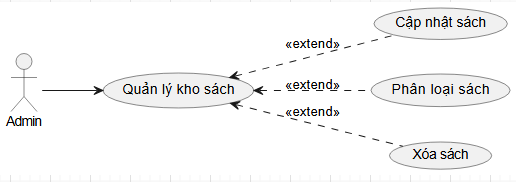 Cập nhật sách
«extend»
Quản lý kho sách
«extend»
Phân loại sách
Admin
«extend»
Xóa sách